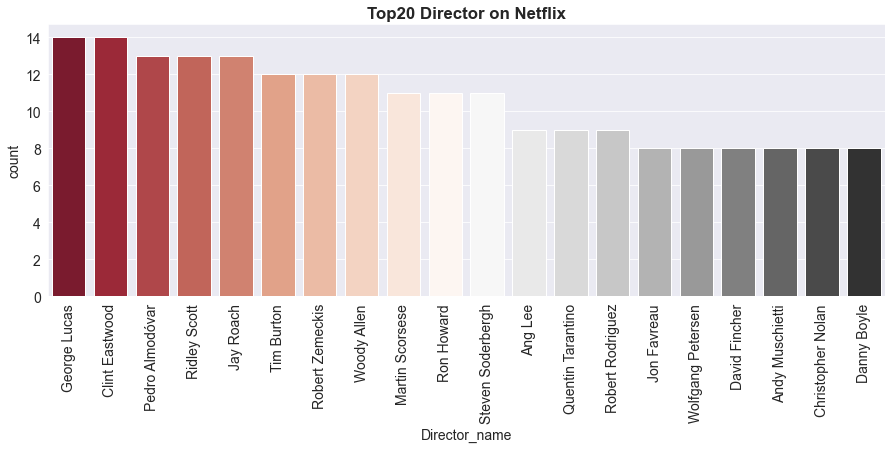 Top20 Director on Netflix
count
14
12
10
8
6
4
2
0
George Lucas
Clint Eastwood
Pedro Almodóvar
Ridley Scott
Jay Roach
Tim Burton
Robert Zemeckis
Woody Allen
Martin Scorsese
Ron Howard
Steven Soderbergh
Ang Lee
Quentin Tarantino
Robert Rodriguez
Jon Favreau
Wolfgang Petersen
David Fincher
Andy Muschietti
Christopher Nolan
Danny Boyle
Director_name